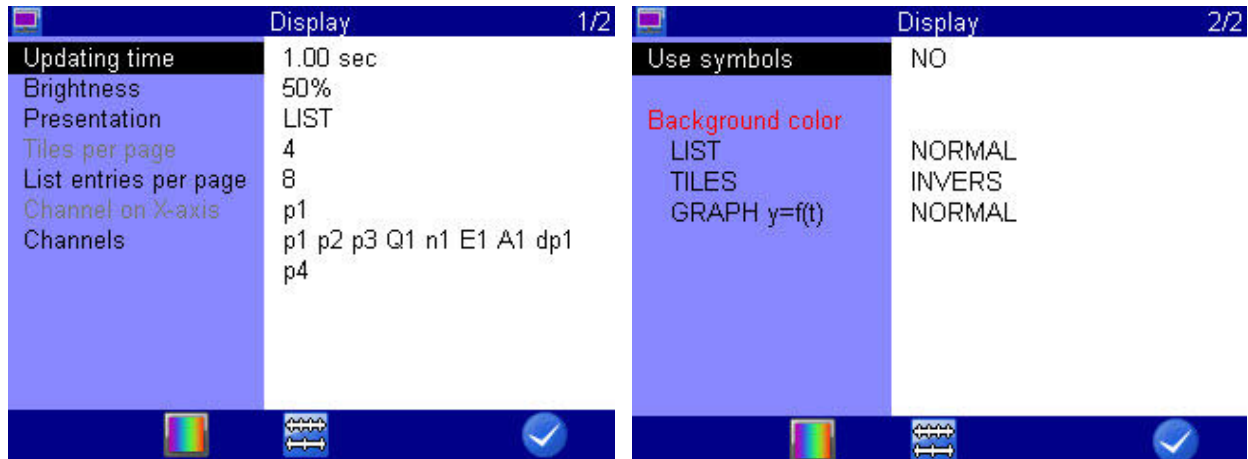 Display 1/2
Updating time 1.00 sec
Brightness 50%
Presentation LIST
Tiles per page 4
List entries per page 8
Channel on X-axis p1
Channels p1 p2 p3 Q1 n1 E1 A1 dp1
p4
Display 2/2
Use symbols NO
Background color
LIST NORMAL
TILES INVERS
GRAPH y=f(t) NORMAL